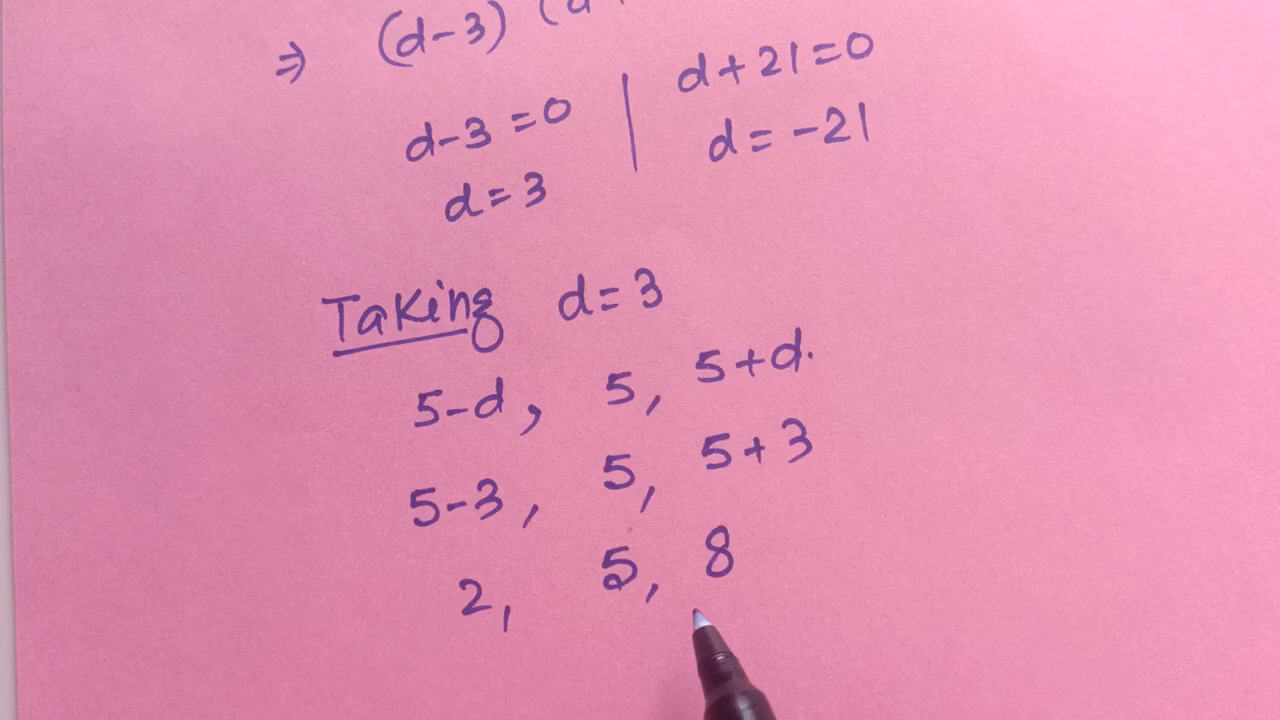 ⇒ (d-3) (d
d-3=0 | d+21=0
d=3 d=-21
Taking d=3
5-d, 5, 5+d.
5-3, 5, 5+3
2, 5, 8